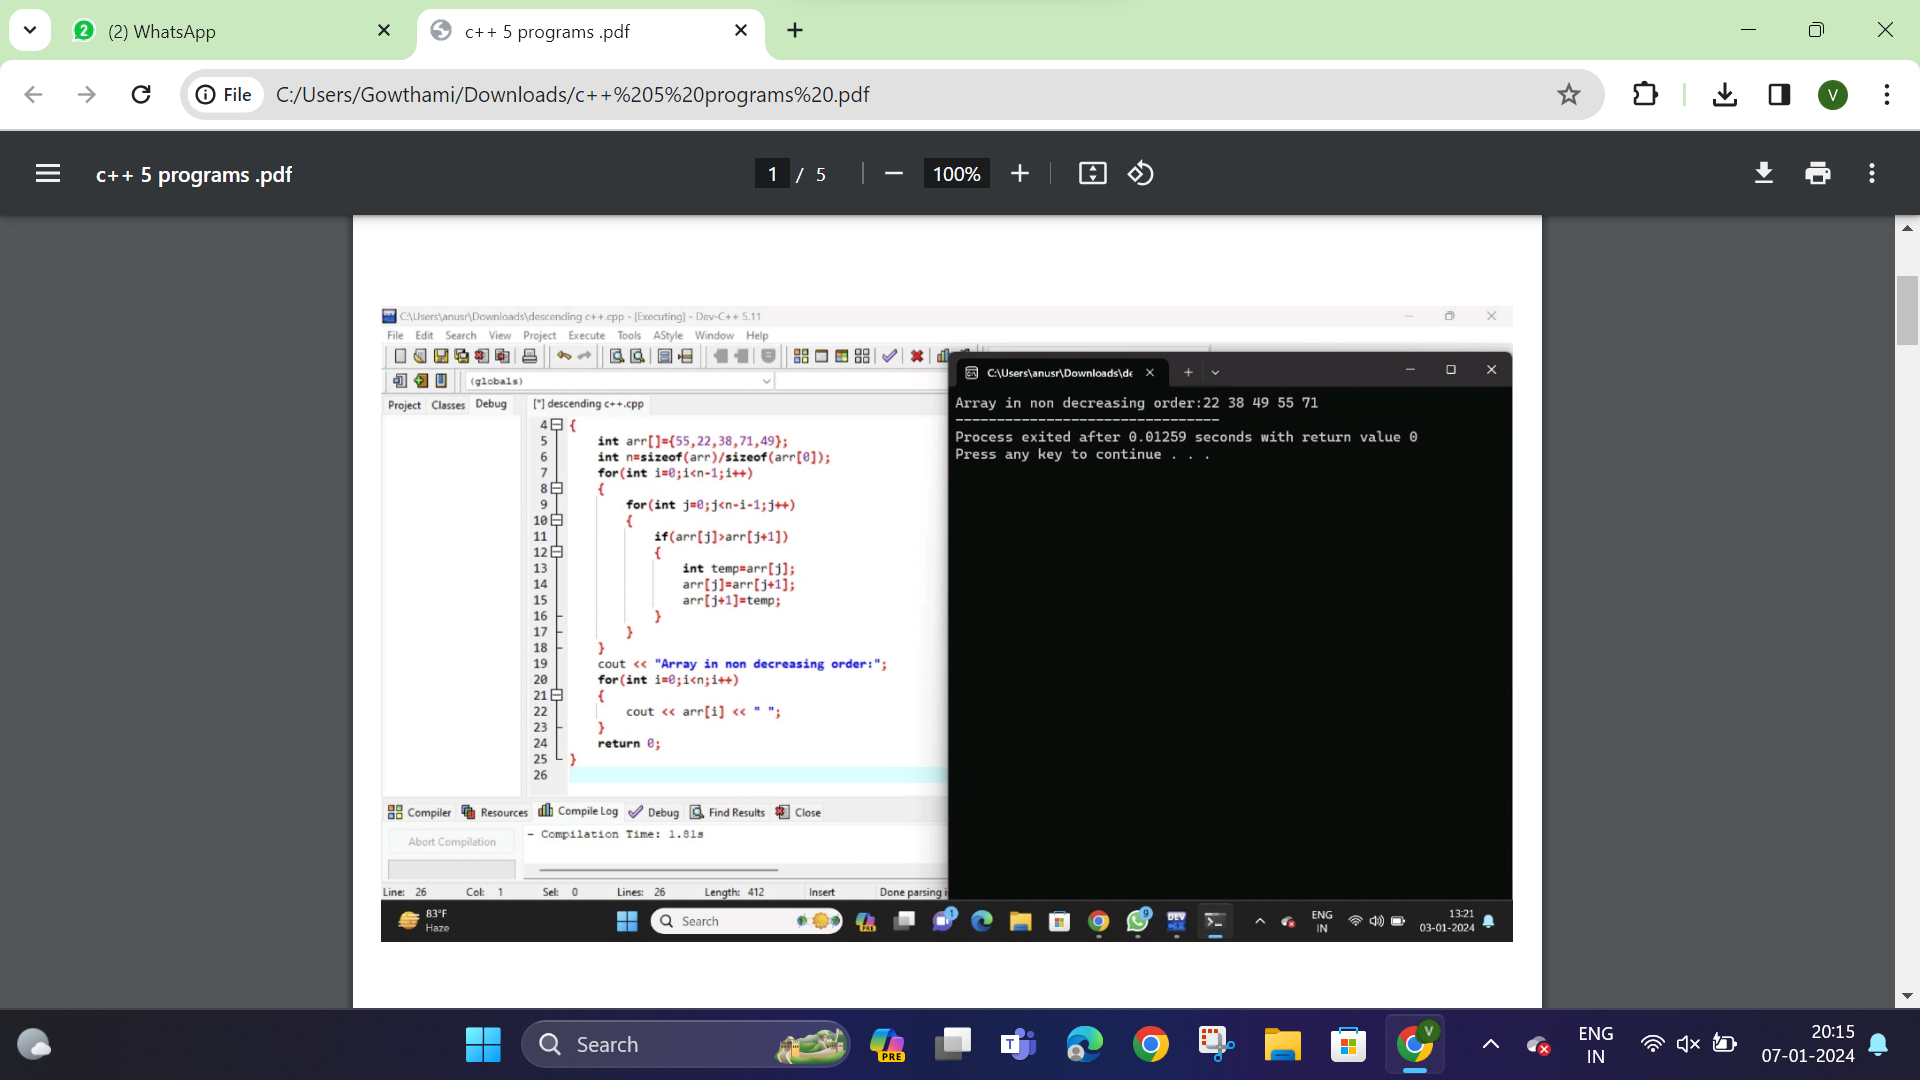 2 (2) WhatsApp
c++ 5 programs .pdf
File C:/Users/Gowthami/Downloads/c++%205%20programs%20.pdf
V
c++ 5 programs .pdf
1 / 5
100%
C:\Users\anusr\Downloads\descending c++.cpp - [Executing] - Dev-C++ 5.11
File Edit Search View Project Execute Tools AStyle Window Help
(globals)
Project Classes Debug
[*] descending c++.cpp
4 {
5 int arr[]={55,22,38,71,49};
6 int n=sizeof(arr)/sizeof(arr[0]);
7 for(int i=0;i<n-1;i++)
8 {
9 for(int j=0;j<n-i-1;j++)
10 {
11 if(arr[j]>arr[j+1])
12 {
13 int temp=arr[j];
14 arr[j]=arr[j+1];
15 arr[j+1]=temp;
16 }
17 }
18 }
19 cout << "Array in non decreasing order:";
20 for(int i=0;i<n;i++)
21 {
22 cout << arr[i] << " ";
23 }
24 return 0;
25 }
26
C:\Users\anusr\Downloads\de
Array in non decreasing order:22 38 49 55 71
--------------------------------
Process exited after 0.01259 seconds with return value 0
Press any key to continue . . .
Compiler Resources Compile Log Debug Find Results Close
Abort Compilation
- Compilation Time: 1.81s
Line: 26 Col: 1 Sel: 0 Lines: 26 Length: 412 Insert Done parsing i
83°F
Haze
Search
PRE
1
9
DEV
ENG
IN
13:21
03-01-2024
Search
PRE
T
V
ENG
IN
20:15
07-01-2024